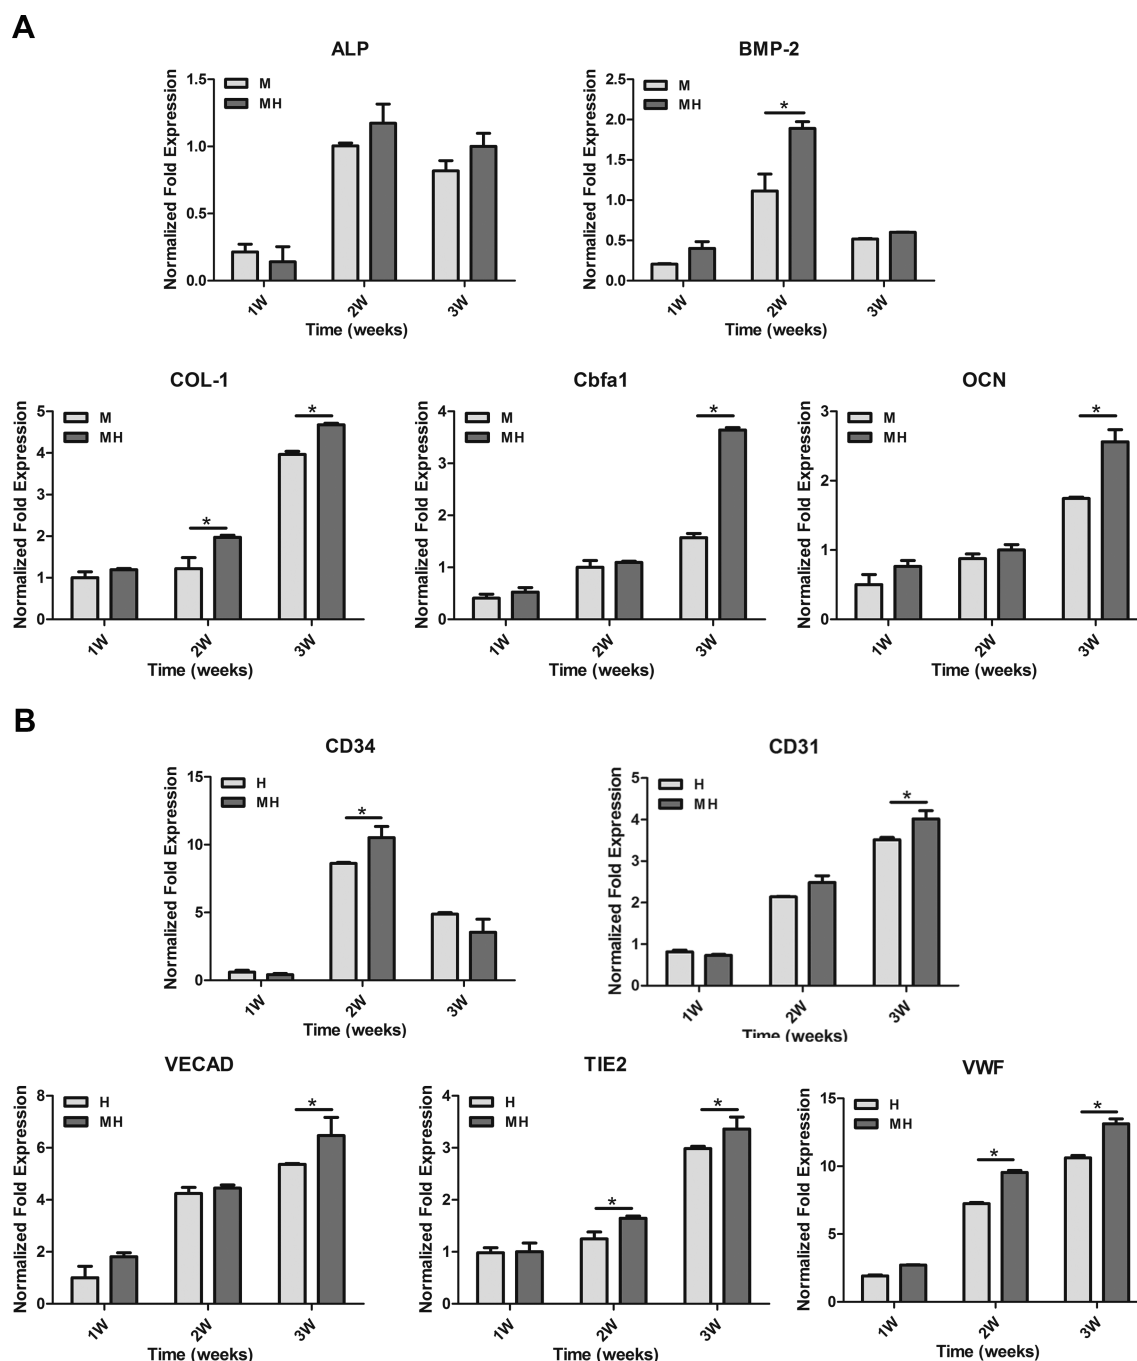 A
ALP
Normalized Fold Expression
1.5
1.0
0.5
0.0
M
MH
1W
2W
3W
Time (weeks)
BMP-2
Normalized Fold Expression
2.5
2.0
1.5
1.0
0.5
0.0
M
MH
*
1W
2W
3W
Time (weeks)
COL-1
Normalized Fold Expression
5
4
3
2
1
0
M
MH
*
*
1W
2W
3W
Time (weeks)
Cbfa1
Normalized Fold Expression
4
3
2
1
0
M
MH
*
1W
2W
3W
Time (weeks)
OCN
Normalized Fold Expression
3
2
1
0
M
MH
*
1W
2W
3W
Time (weeks)
B
CD34
Normalized Fold Expression
15
10
5
0
H
MH
*
1W
2W
3W
Time (weeks)
CD31
Normalized Fold Expression
5
4
3
2
1
0
H
MH
*
1W
2W
3W
Time (weeks)
VECAD
Normalized Fold Expression
8
6
4
2
0
H
MH
*
1W
2W
3W
Time (weeks)
TIE2
Normalized Fold Expression
4
3
2
1
0
H
MH
*
*
1W
2W
3W
Time (weeks)
VWF
Normalized Fold Expression
15
10
5
0
H
MH
*
*
1W
2W
3W
Time (weeks)